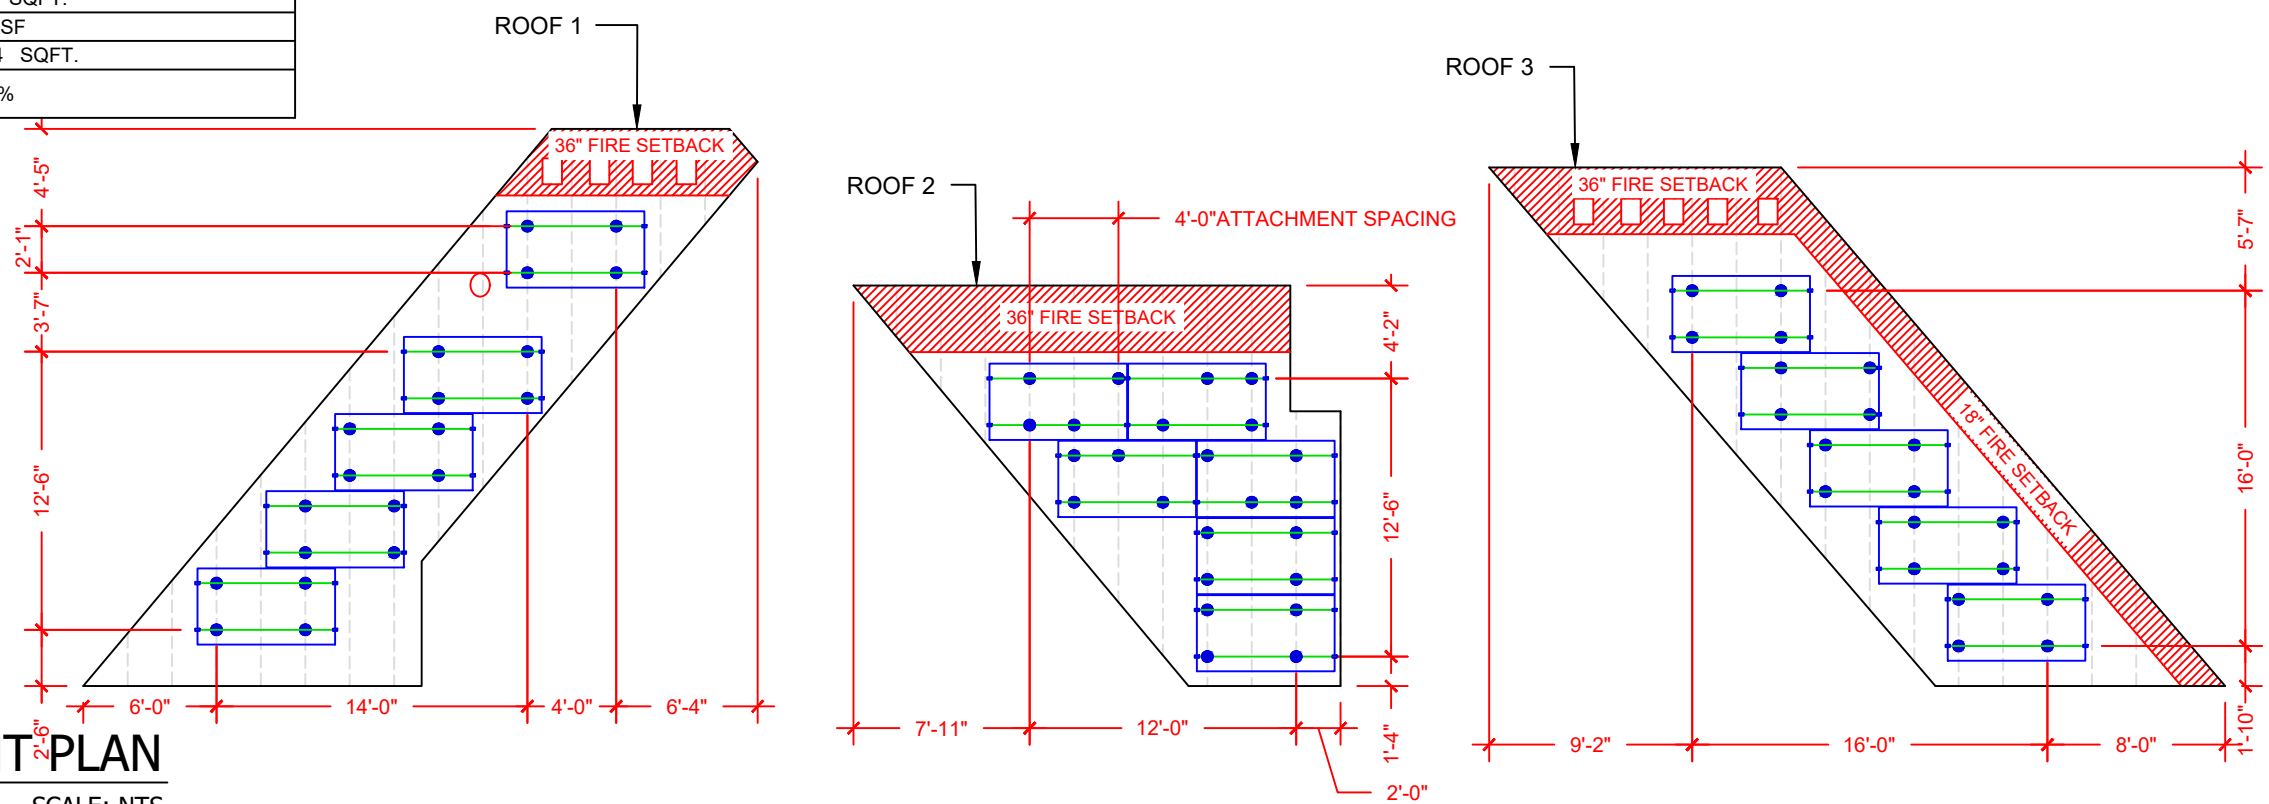 SQFT.
SF
SQFT.
%
ROOF 1
36" FIRE SETBACK
4'-5"
2'-1"
3'-7"
12'-6"
2'-6"
6'-0"
14'-0"
4'-0"
6'-4"
ROOF 2
4'-0"ATTACHMENT SPACING
36" FIRE SETBACK
4'-2"
12'-6"
1'-4"
7'-11"
12'-0"
2'-0"
ROOF 3
36" FIRE SETBACK
18" FIRE SETBACK
5'-7"
16'-0"
1'-10"
9'-2"
16'-0"
8'-0"
T PLAN
SCALE: NTS